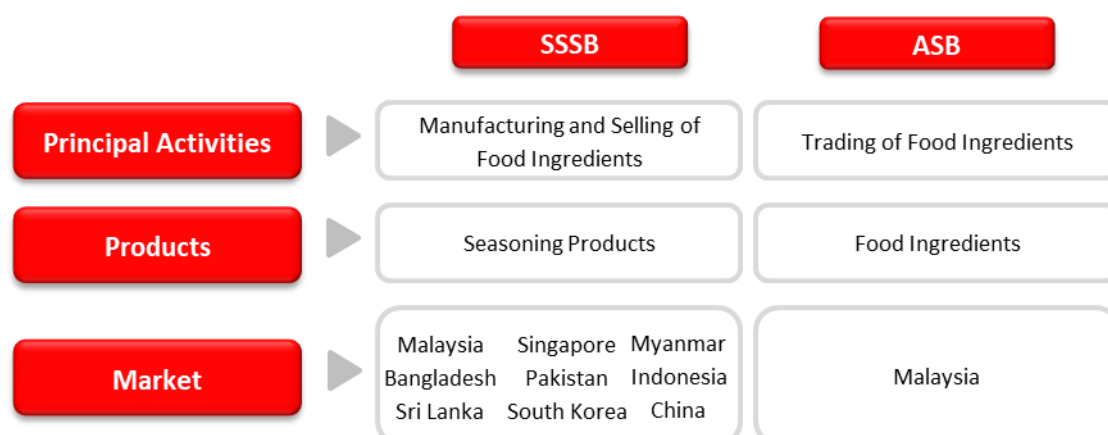 SSSB ASB
Principal Activities
Manufacturing and Selling of
Food Ingredients
Trading of Food Ingredients
Products
Seasoning Products
Food Ingredients
Market
Malaysia Singapore Myanmar
Bangladesh Pakistan Indonesia
Sri Lanka South Korea China
Malaysia